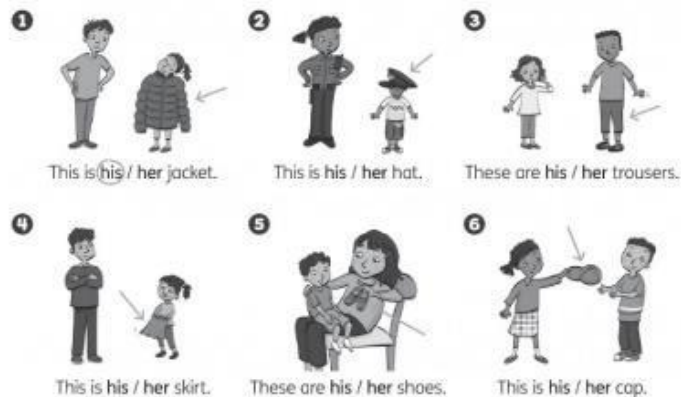 1
2
3
This is his / her jacket.
This is his / her hat.
These are his / her trousers.
4
5
6
This is his / her skirt.
These are his / her shoes.
This is his / her cap.